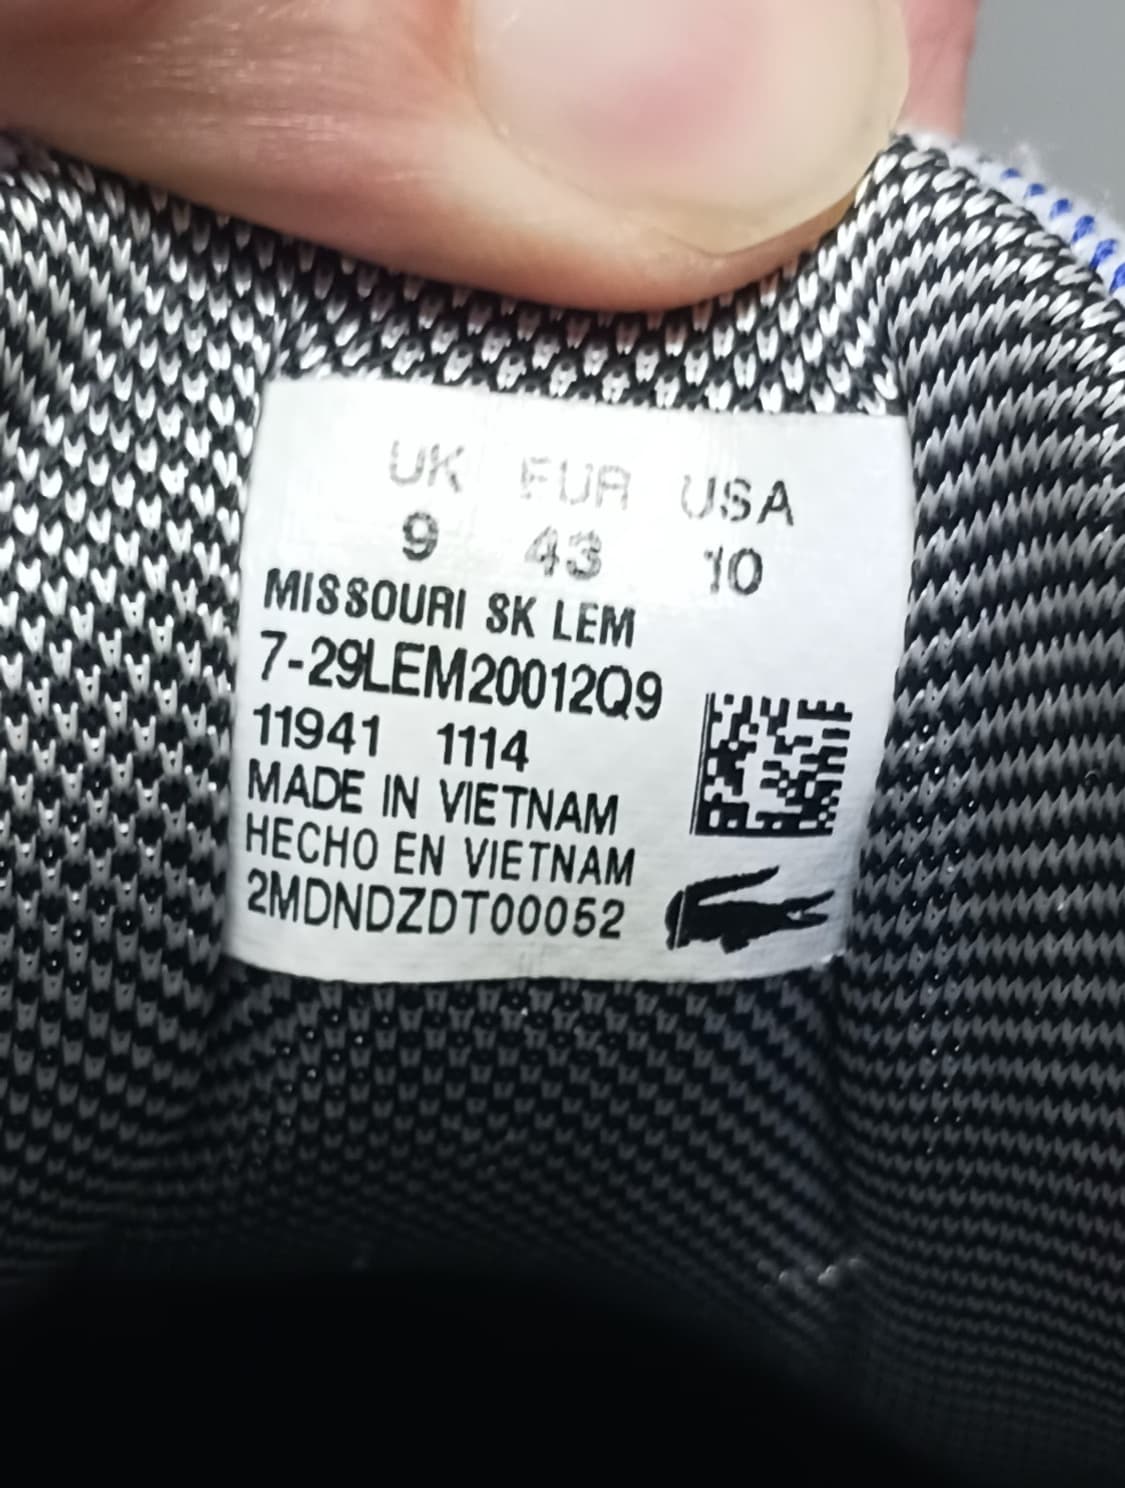 UK EUR USA
9 43 10
MISSOURI SK LEM
7-29LEM20012Q9
11941 1114
MADE IN VIETNAM
HECHO EN VIETNAM
2MDNDZDT00052